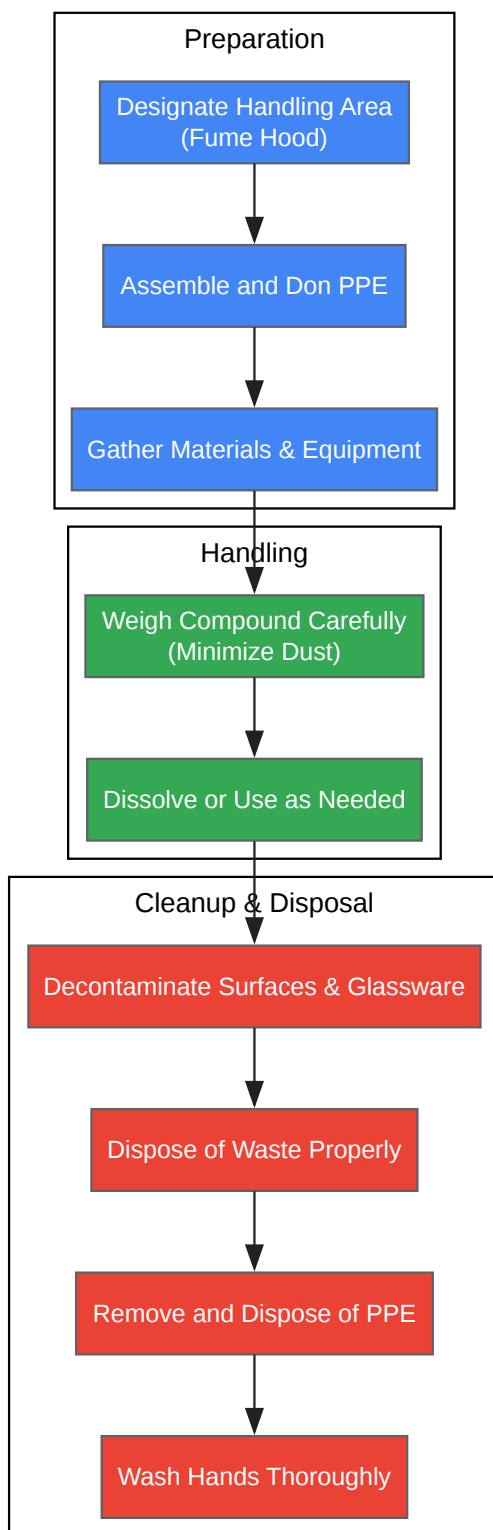 Preparation
Designate Handling Area
(Fume Hood)
Assemble and Don PPE
Gather Materials & Equipment
Handling
Weigh Compound Carefully
(Minimize Dust)
Dissolve or Use as Needed
Cleanup & Disposal
Decontaminate Surfaces & Glassware
Dispose of Waste Properly
Remove and Dispose of PPE
Wash Hands Thoroughly